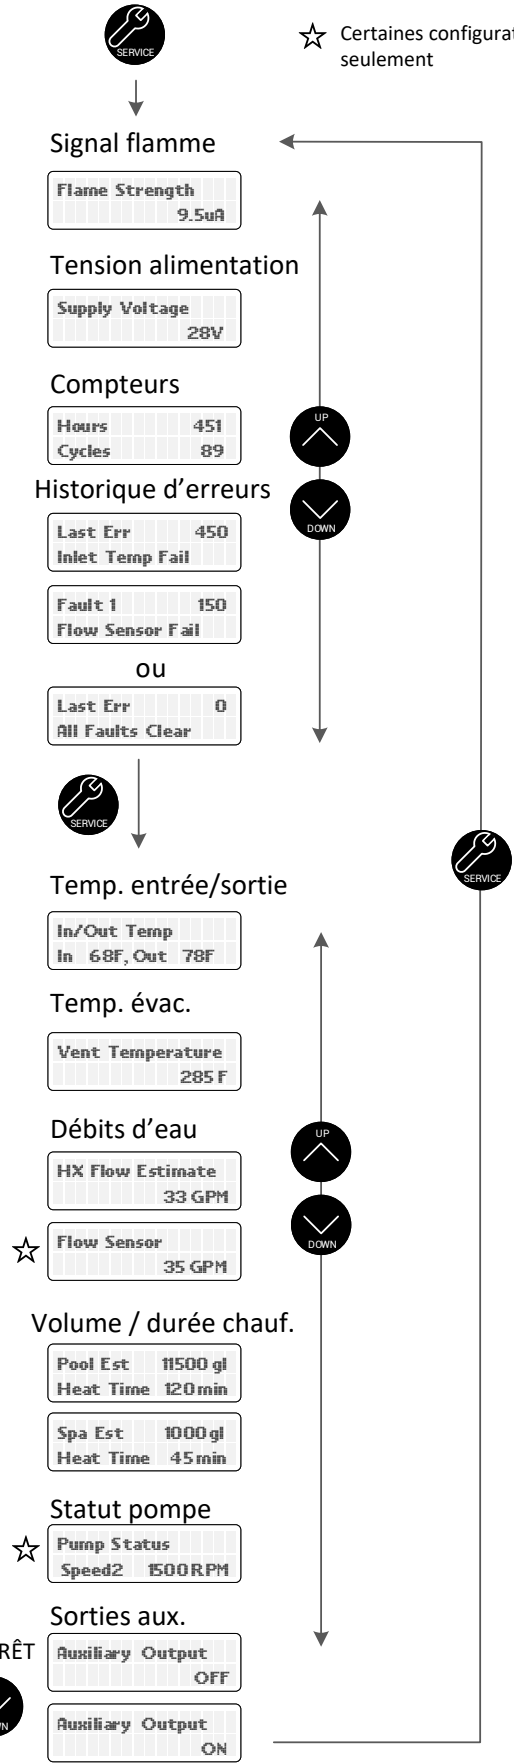 SERVICE
Certaines
seulement
Signal flamme
Flame Strength
9.5uA
Tension alimentation
Supply Voltage
28V
Compteurs
Hours 451
Cycles 89
UP
DOWN
Historique d’erreurs
Last Err 450
Inlet Temp Fail
Fault 1 150
Flow Sensor Fail
ou
Last Err 0
All Faults Clear
SERVICE
SERVICE
Temp. entrée/sortie
In/Out Temp
In 68F, Out 78F
Temp. évac.
Vent Temperature
285 F
Débits d’eau
HX Flow Estimate
33 GPM
UP
DOWN
Flow Sensor
35 GPM
Volume / durée chauf.
Pool Est 11500 gl
Heat Time 120 min
Spa Est 1000 gl
Heat Time 45 min
Statut pompe
Pump Status
Speed2 1500 RPM
Sorties aux.
Auxiliary Output
OFF
Auxiliary Output
ON